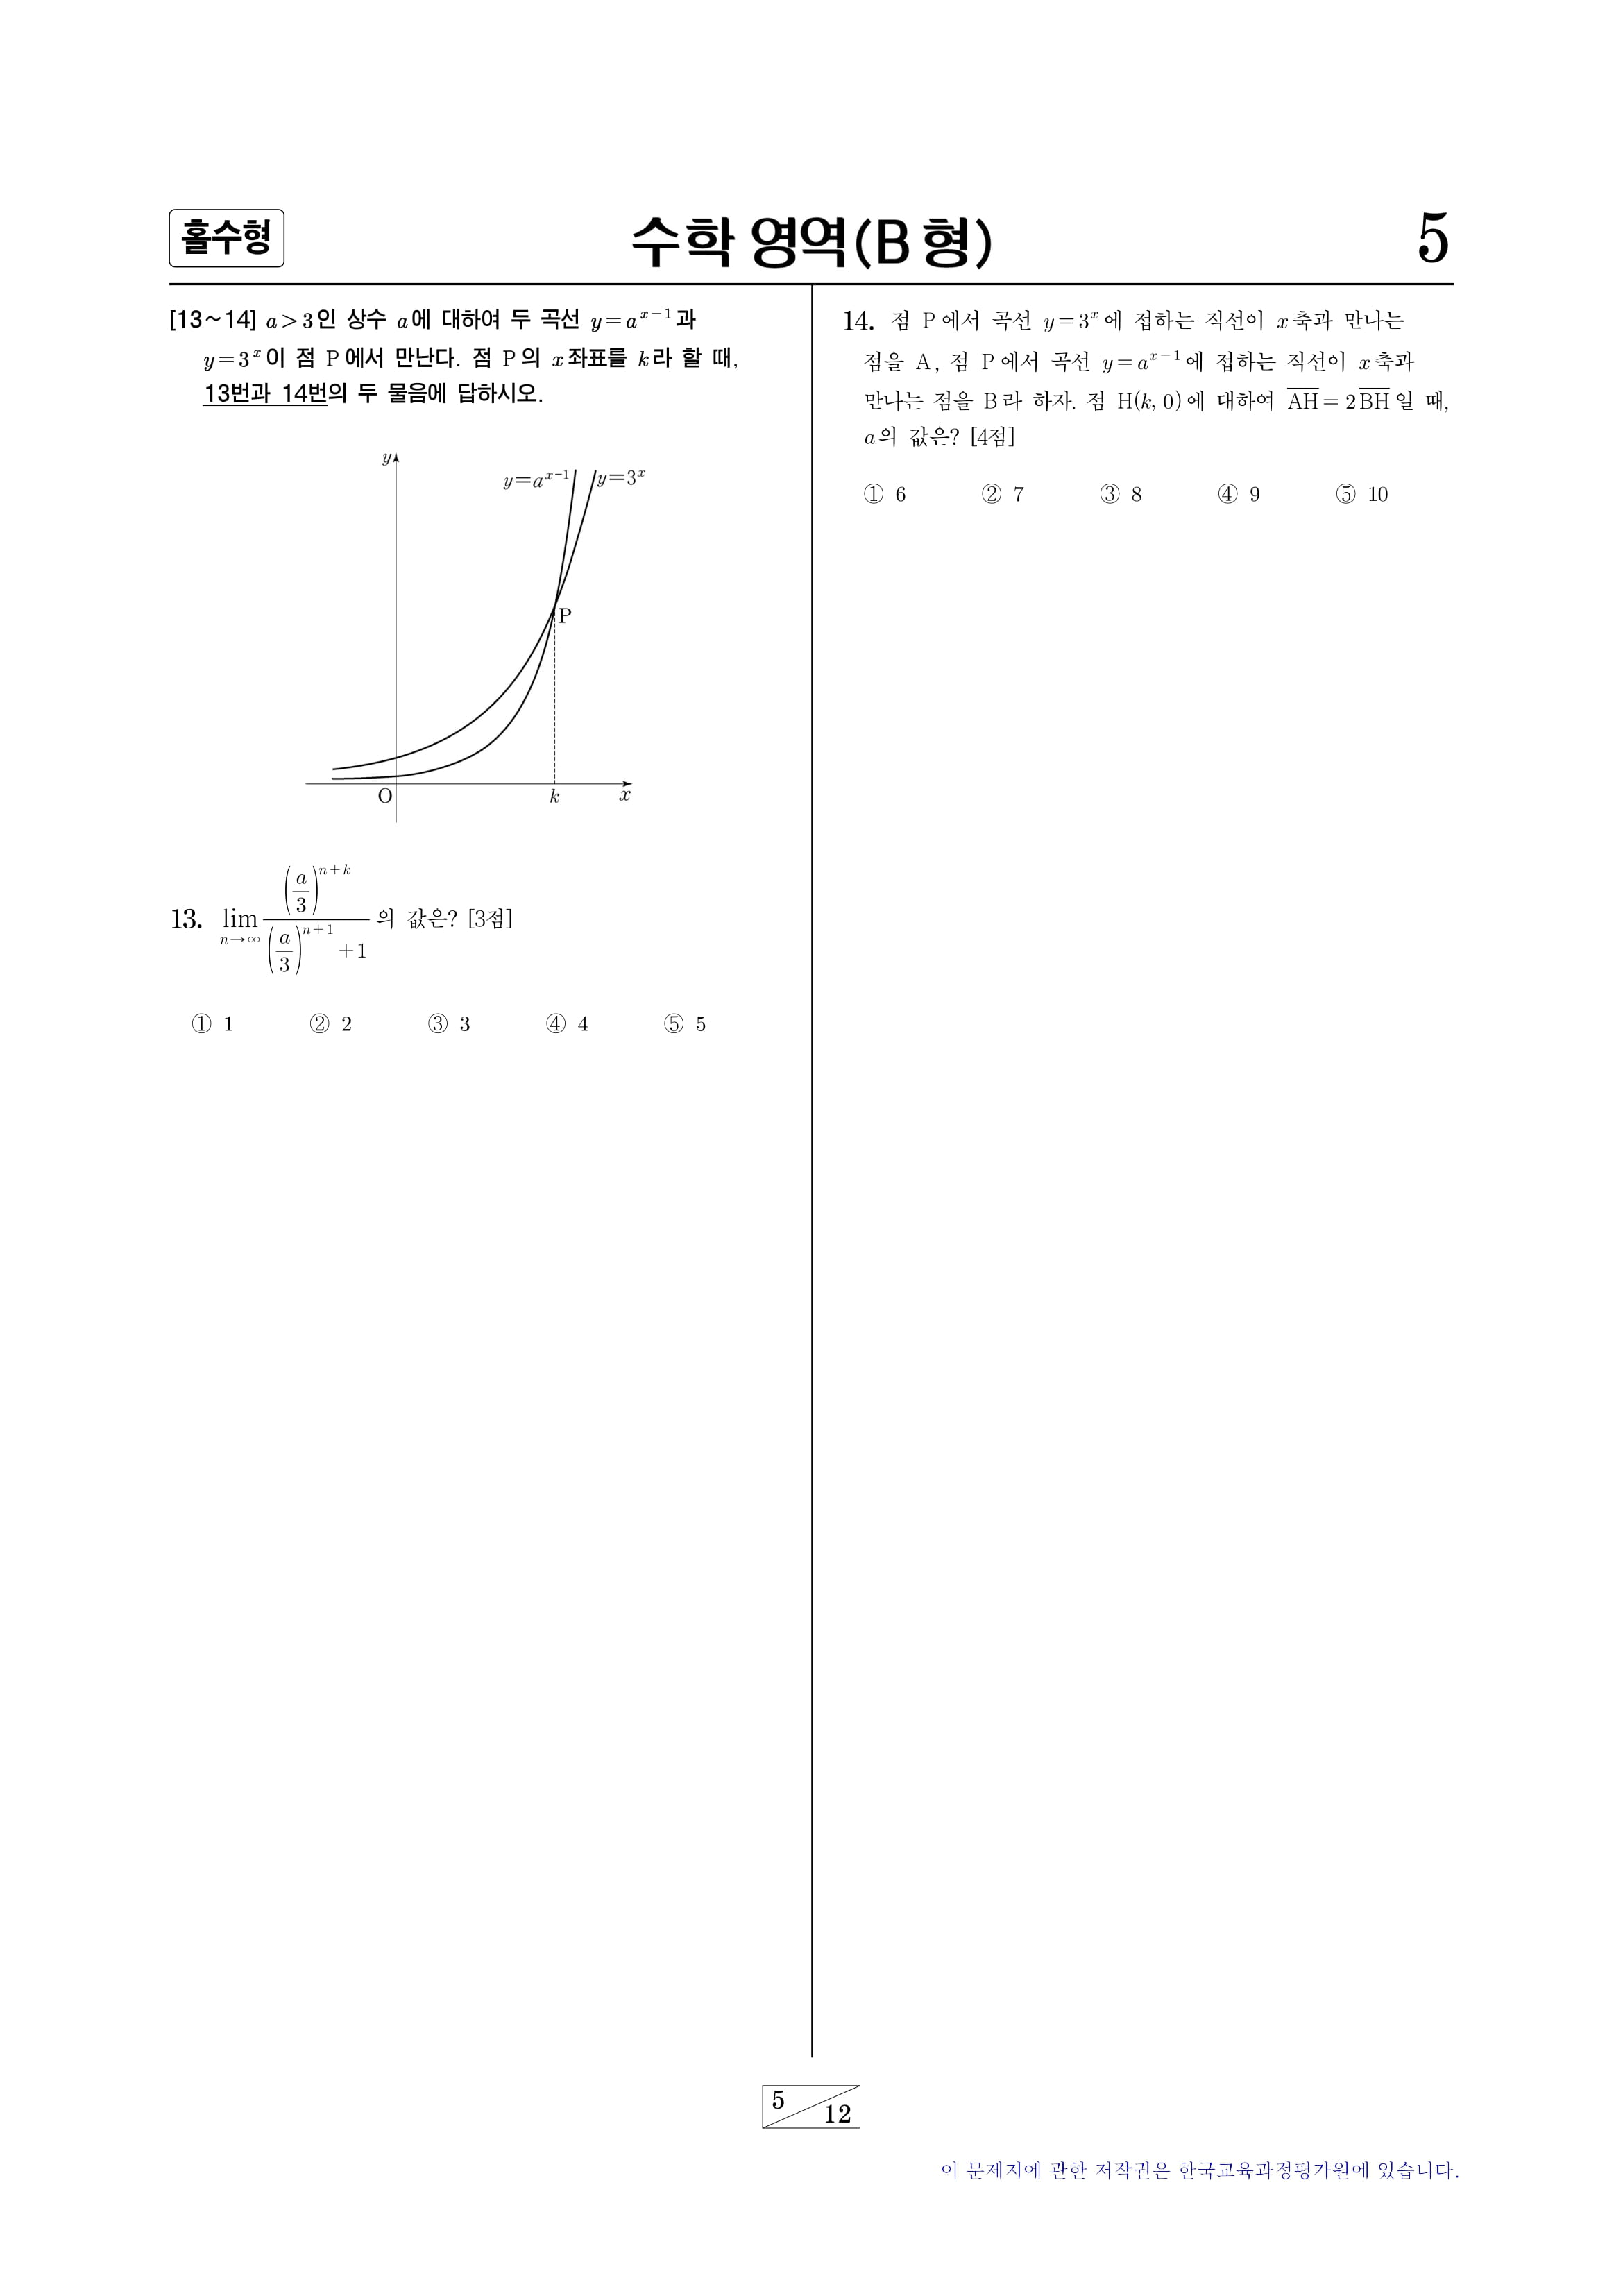 홀수형
수학 영역(B 형)
5
[13~14] a > 3인 상수 a에 대하여 두 곡선 y = a^{x-1}과
y = 3^x이 점 P에서 만난다. 점 P의 x좌표를 k라 할 때,
13번과 14번의 두 물음에 답하시오.
y
y=a^{x-1}
y=3^x
P
O
k
x
13. \lim_{n→∞} \frac{(\frac{a}{3})^{n+k}}{(\frac{a}{3})^{n+1}+1} 의 값은? [3점]
① 1 ② 2 ③ 3 ④ 4 ⑤ 5
14. 점 P에서 곡선 y = 3^x에 접하는 직선이 x축과 만나는
점을 A, 점 P에서 곡선 y = a^{x-1}에 접하는 직선이 x축과
만나는 점을 B라 하자. 점 H(k, 0)에 대하여 \overline{AH} = 2\overline{BH}일 때,
a의 값은? [4점]
① 6 ② 7 ③ 8 ④ 9 ⑤ 10
5
12
이 문제지에 관한 저작권은 한국교육과정평가원에 있습니다.